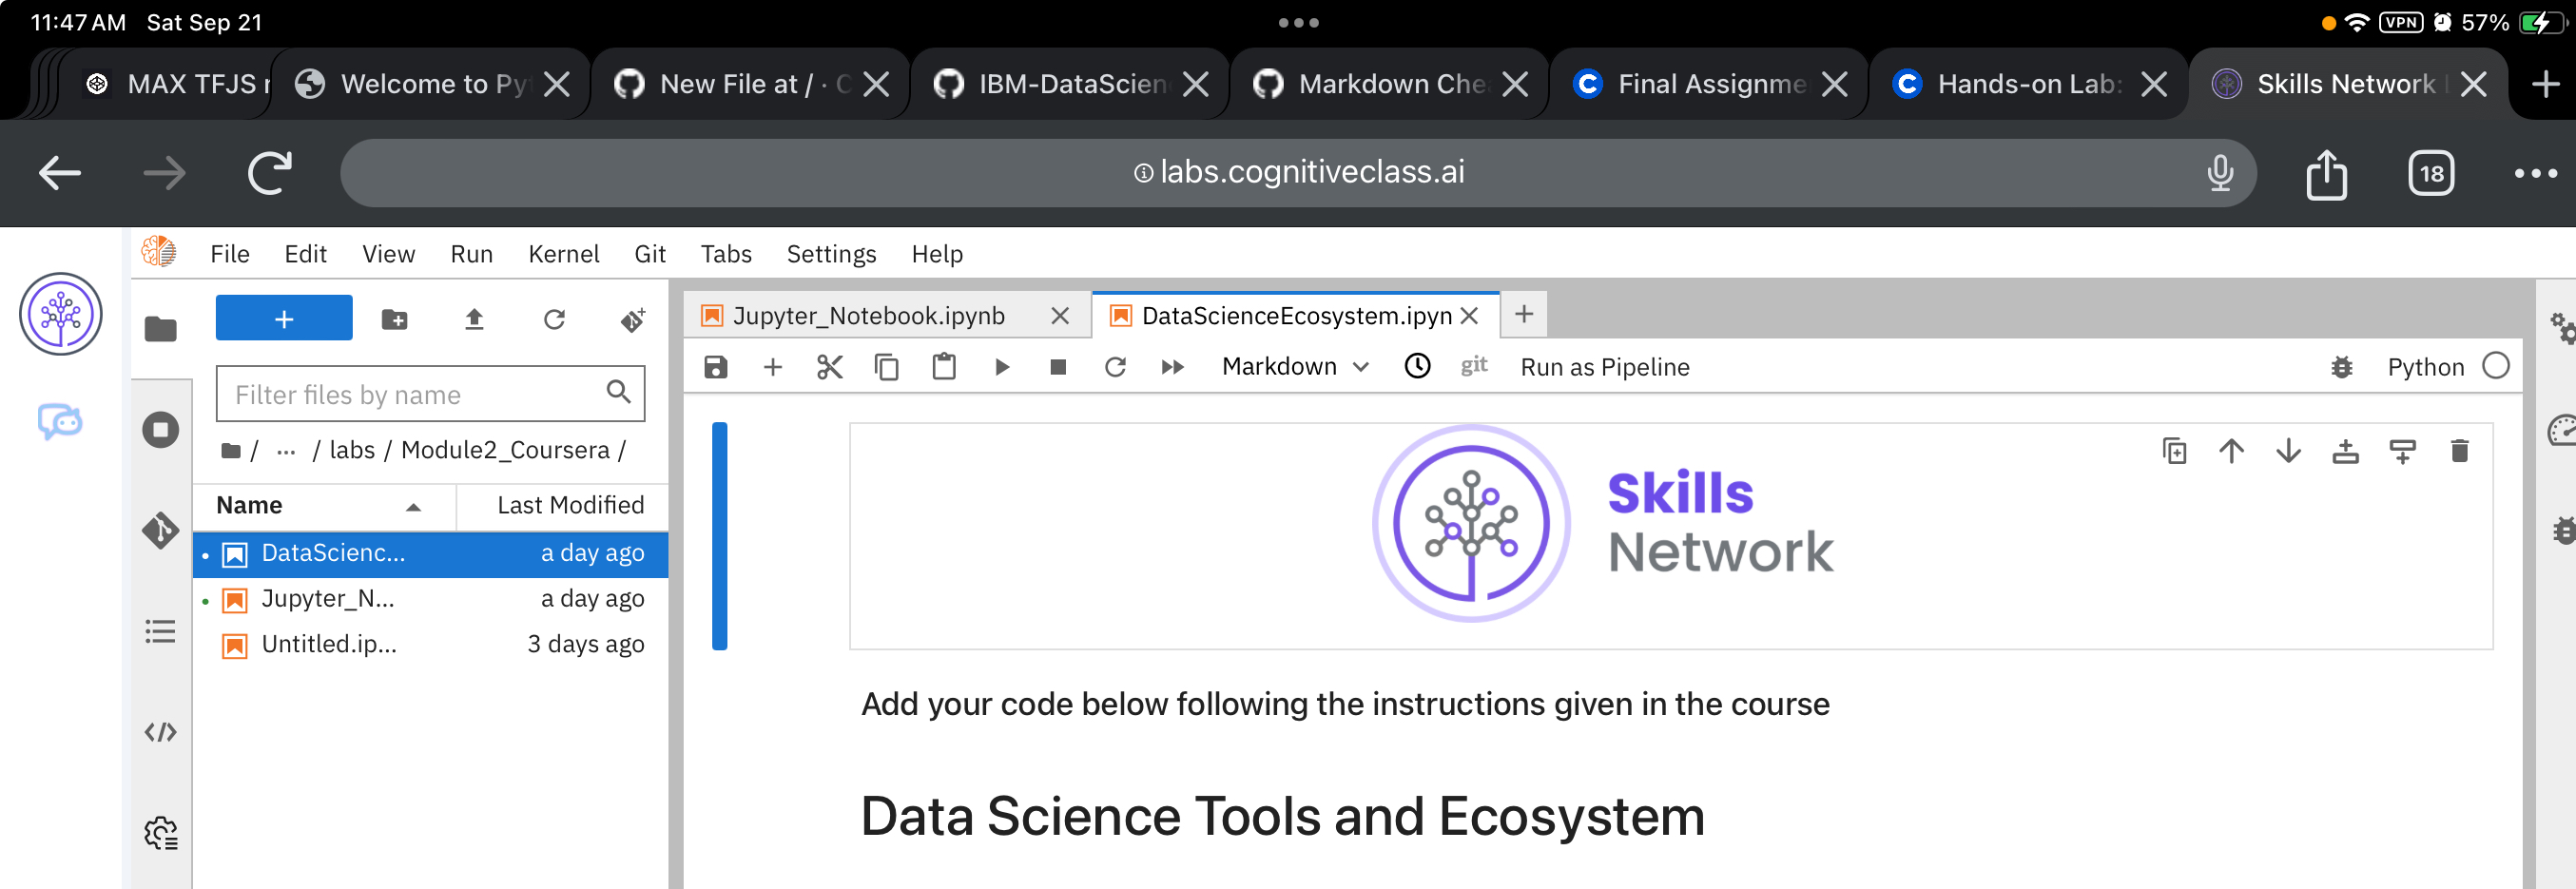 11:47 AM Sat Sep 21
VPN 57%
MAX TFJS
Welcome to Py
New File at / · C
IBM-DataScien
Markdown Che
Final Assignme
Hands-on Lab:
Skills Network
labs.cognitiveclass.ai
18
File Edit View Run Kernel Git Tabs Settings Help
Jupyter_Notebook.ipynb
DataScienceEcosystem.ipyn
Markdown
git
Run as Pipeline
Python
Filter files by name
/ ... / labs / Module2_Coursera /
Name Last Modified
DataScienc... a day ago
Jupyter_N... a day ago
Untitled.ip... 3 days ago
Skills
Network
Add your code below following the instructions given in the course
Data Science Tools and Ecosystem